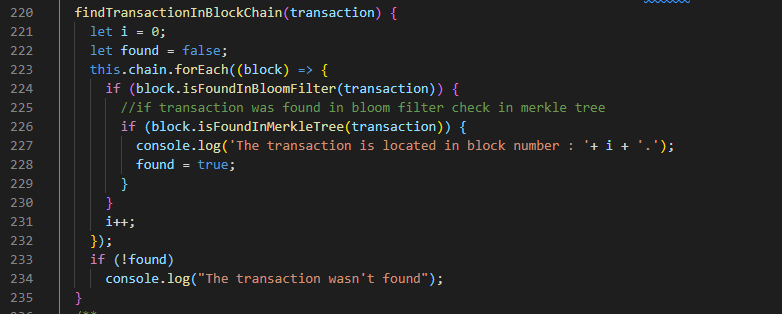 220 findTransactionInBlockChain(transaction) {
221 let i = 0;
222 let found = false;
223 this.chain.forEach((block) => {
224 if (block.isFoundInBloomFilter(transaction)) {
225 //if transaction was found in bloom filter check in merkle tree
226 if (block.isFoundInMerkleTree(transaction)) {
227 console.log('The transaction is located in block number : '+ i + '.');
228 found = true;
229 }
230 }
231 i++;
232 });
233 if (!found)
234 console.log("The transaction wasn't found");
235 }